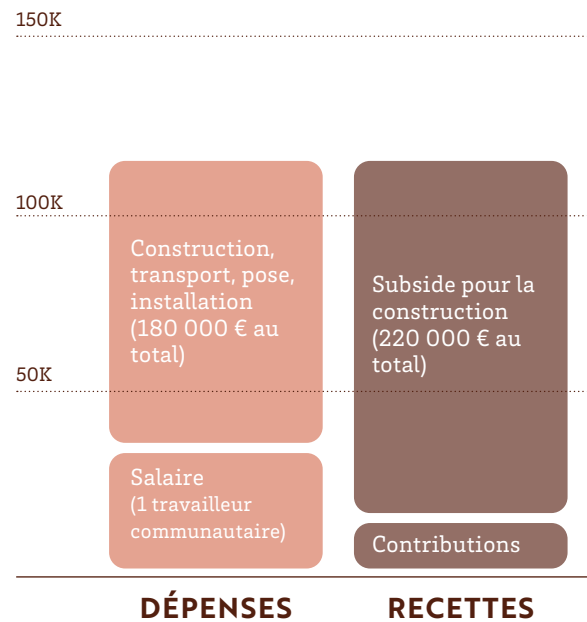 150K
100K
50K
Construction,
transport, pose,
installation
(180 000 € au
total)
Salaire
(1 travailleur
communautaire)
Subside pour la
construction
(220 000 € au
total)
Contributions
DÉPENSES
RECETTES